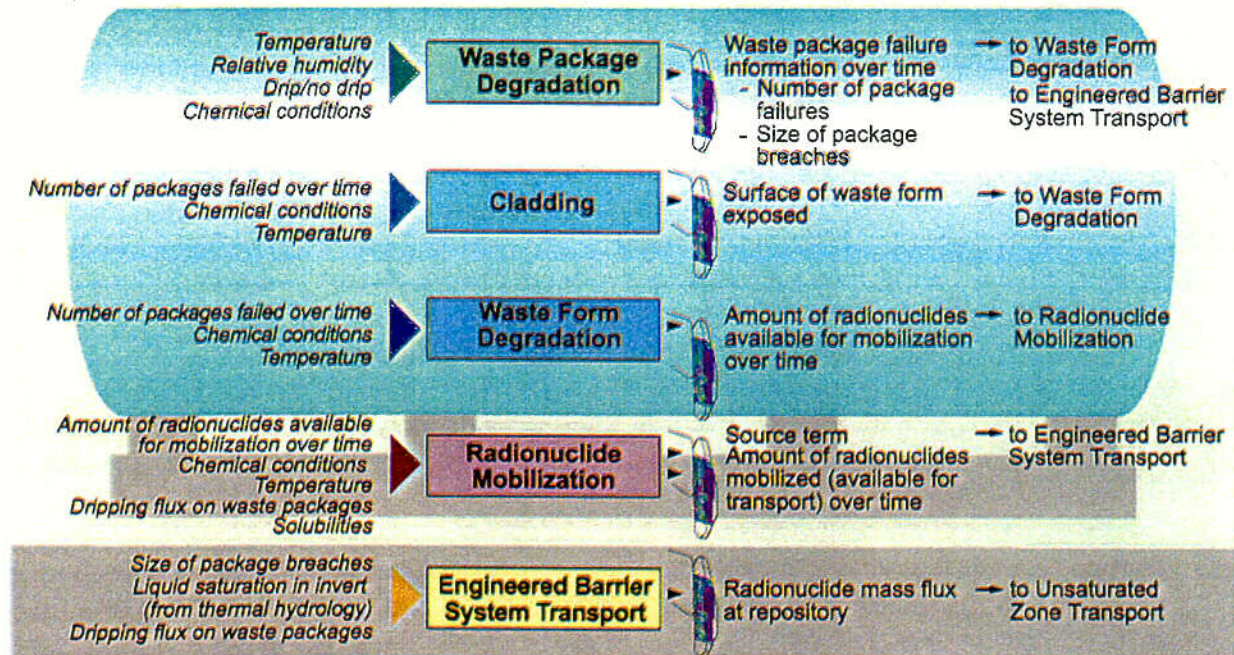 Temperature
Relative humidity
Drip/no drip
Chemical conditions
Waste Package
Degradation
Waste package failure
information over time
- Number of package
failures
- Size of package
breaches
to Waste Form
Degradation
to Engineered Barrier
System Transport
Number of packages failed over time
Chemical conditions
Temperature
Cladding
Surface of waste form
exposed
to Waste Form
Degradation
Number of packages failed over time
Chemical conditions
Temperature
Waste Form
Degradation
Amount of radionuclides
available for mobilization
over time
to Radionuclide
Mobilization
Amount of radionuclides available
for mobilization over time
Chemical conditions
Temperature
Dripping flux on waste packages
Solubilities
Radionuclide
Mobilization
Source term
Amount of radionuclides
mobilized (available for
transport) over time
to Engineered Barrier
System Transport
Size of package breaches
Liquid saturation in invert
(from thermal hydrology)
Dripping flux on waste packages
Engineered Barrier
System Transport
Radionuclide mass flux
at repository
to Unsaturated
Zone Transport